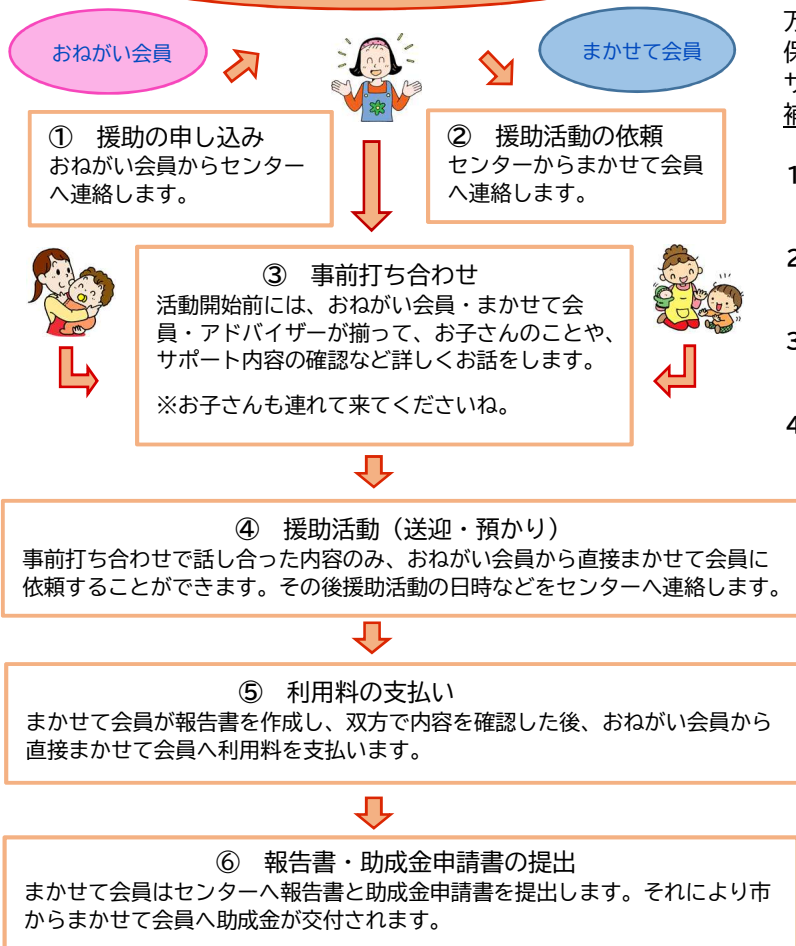 おねがい会員
まかせて会員
① 援助の申し込み
おねがい会員からセンター
へ連絡します。
② 援助活動の依頼
センターからまかせて会員
へ連絡します。
③ 事前打ち合わせ
活動開始前には、おねがい会員・まかせて会
員・アドバイザーが揃って、お子さんのことや、
サポート内容の確認など詳しくお話をします。
※お子さんも連れて来てくださいね。
④ 援助活動（送迎・預かり）
事前打ち合わせで話し合った内容のみ、おねがい会員から直接まかせて会員に
依頼することができます。その後援助活動の日時などをセンターへ連絡します。
⑤ 利用料の支払い
まかせて会員が報告書を作成し、双方で内容を確認した後、おねがい会員から
直接まかせて会員へ利用料を支払います。
⑥ 報告書・助成金申請書の提出
まかせて会員はセンターへ報告書と助成金申請書を提出します。それにより市
からまかせて会員へ助成金が交付されます。